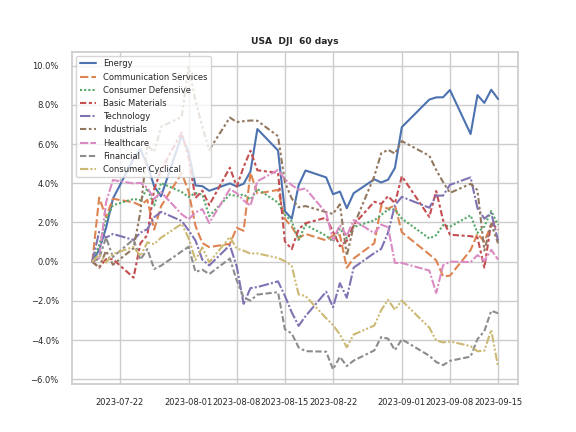 USA DJI 60 days
10.0%
8.0%
6.0%
4.0%
2.0%
0.0%
−2.0%
−4.0%
−6.0%
Energy
Communication Services
Consumer Defensive
Basic Materials
Technology
Industrials
Healthcare
Financial
Consumer Cyclical
2023-07-22
2023-08-01
2023-08-08
2023-08-15
2023-08-22
2023-09-01
2023-09-08
2023-09-15